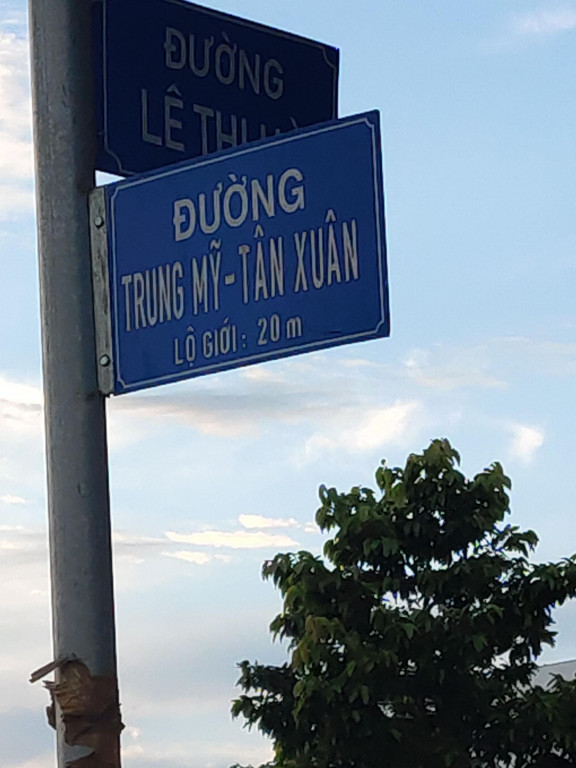 ĐƯỜNG
LÊ THỊ
ĐƯỜNG
TRUNG MỸ-TÂN XUÂN
LỘ GIỚI: 20m